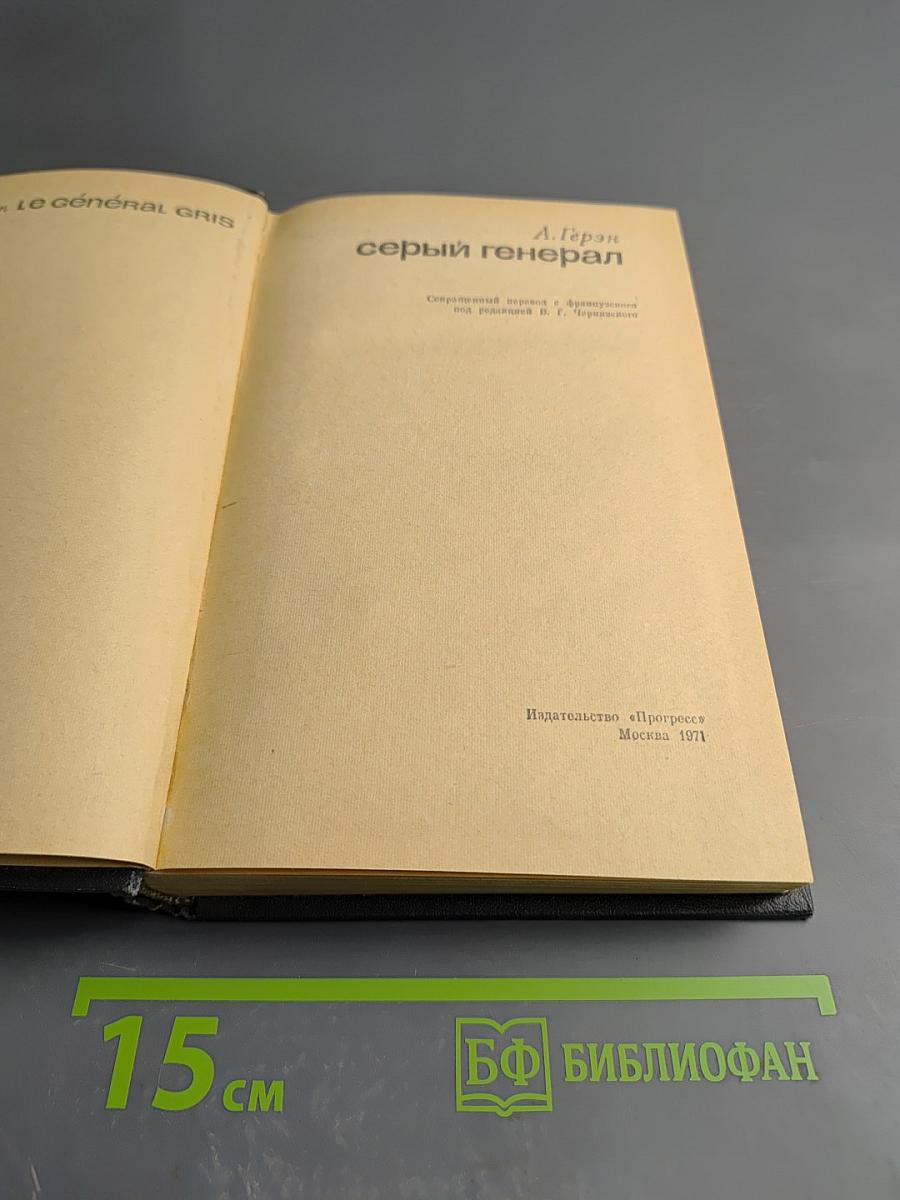 Le Général Gris
А. Герэн
серый генерал
Сокращенный перевод с французского
под редакцией В. Г. Чернявского
Издательство «Прогресс»
Москва 1971
15 см
БФ БИБЛИОФАН